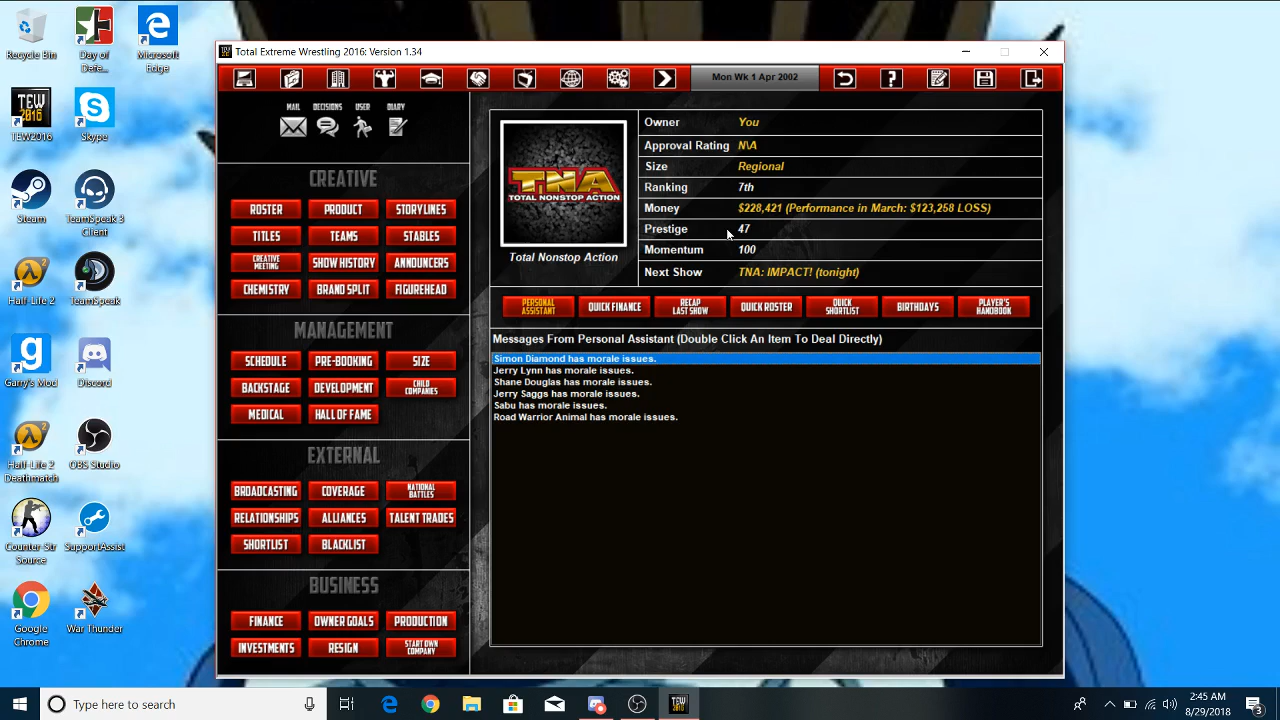 Recycle Bin
Day of Defe...
Microsoft Edge
TEW2016
Skype
Steam
TeamSpeak 3 Client
Half-Life 2
Battle.net
Garry's Mod
Discord
Half-Life 2 Deathmatch
OBS Studio
Counter-Str Source
SupportAssist
Google Chrome
War Thunder
Total Extreme Wrestling 2016: Version 1.34
Mon Wk 1 Apr 2002
MAIL
DECISIONS
USER
DIARY
CREATIVE
ROSTER
PRODUCT
STORYLINES
TITLES
TEAMS
STABLES
CREATIVE MEETING
SHOW HISTORY
ANNOUNCERS
CHEMISTRY
BRAND SPLIT
FIGUREHEAD
MANAGEMENT
SCHEDULE
PRE-BOOKING
SIZE
BACKSTAGE
DEVELOPMENT
CHILD COMPANIES
MEDICAL
HALL OF FAME
EXTERNAL
BROADCASTING
COVERAGE
NATIONAL BATTLES
RELATIONSHIPS
ALLIANCES
TALENT TRADES
SHORTLIST
BLACKLIST
BUSINESS
FINANCE
OWNER GOALS
PRODUCTION
INVESTMENTS
RESIGN
START OWN COMPANY
TNA
TOTAL NONSTOP ACTION
Total Nonstop Action
Owner You
Approval Rating N\A
Size Regional
Ranking 7th
Money $228,421 (Performance in March: $123,258 LOSS)
Prestige 47
Momentum 100
Next Show TNA: IMPACT! (tonight)
PERSONAL ASSISTANT
QUICK FINANCE
RECAP LAST SHOW
QUICK ROSTER
QUICK SHORTLIST
BIRTHDAYS
PLAYER'S HANDBOOK
Messages From Personal Assistant (Double Click An Item To Deal Directly)
Simon Diamond has morale issues.
Jerry Lynn has morale issues.
Shane Douglas has morale issues.
Jerry Saggs has morale issues.
Sabu has morale issues.
Road Warrior Animal has morale issues.
Type here to search
2:45 AM
8/29/2018
3